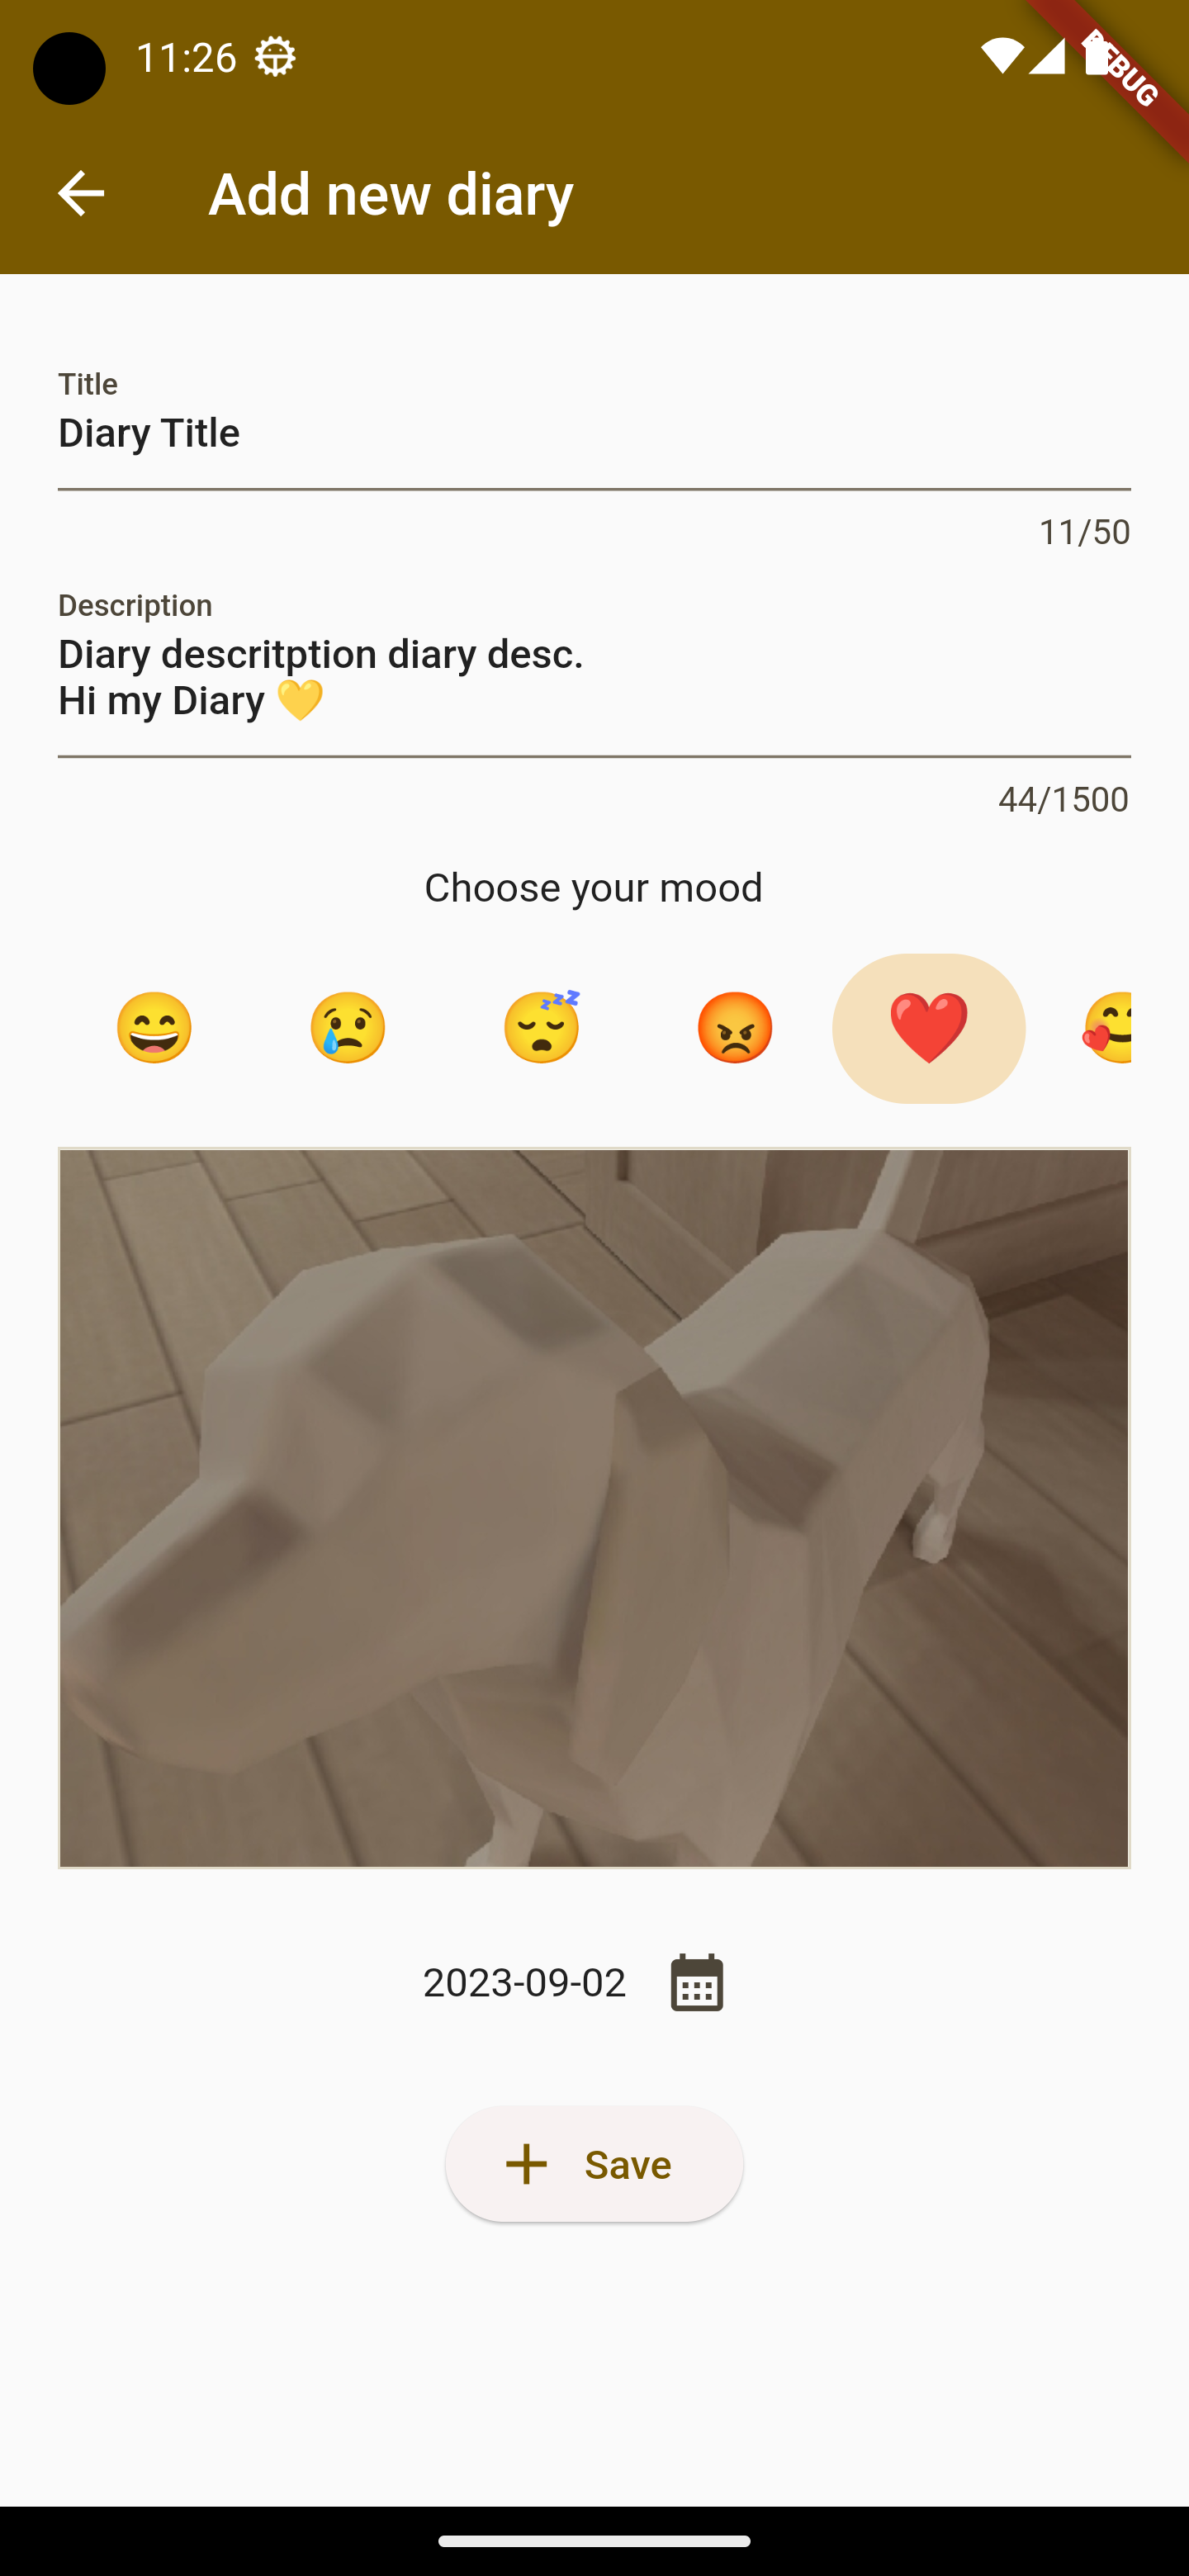 11:26
DEBUG
Add new diary
Title
Diary Title
11/50
Description
Diary descritption diary desc.
Hi my Diary 💛
44/1500
Choose your mood
😄 😢 😴 😡 ❤️ 🥰
2023-09-02
Save